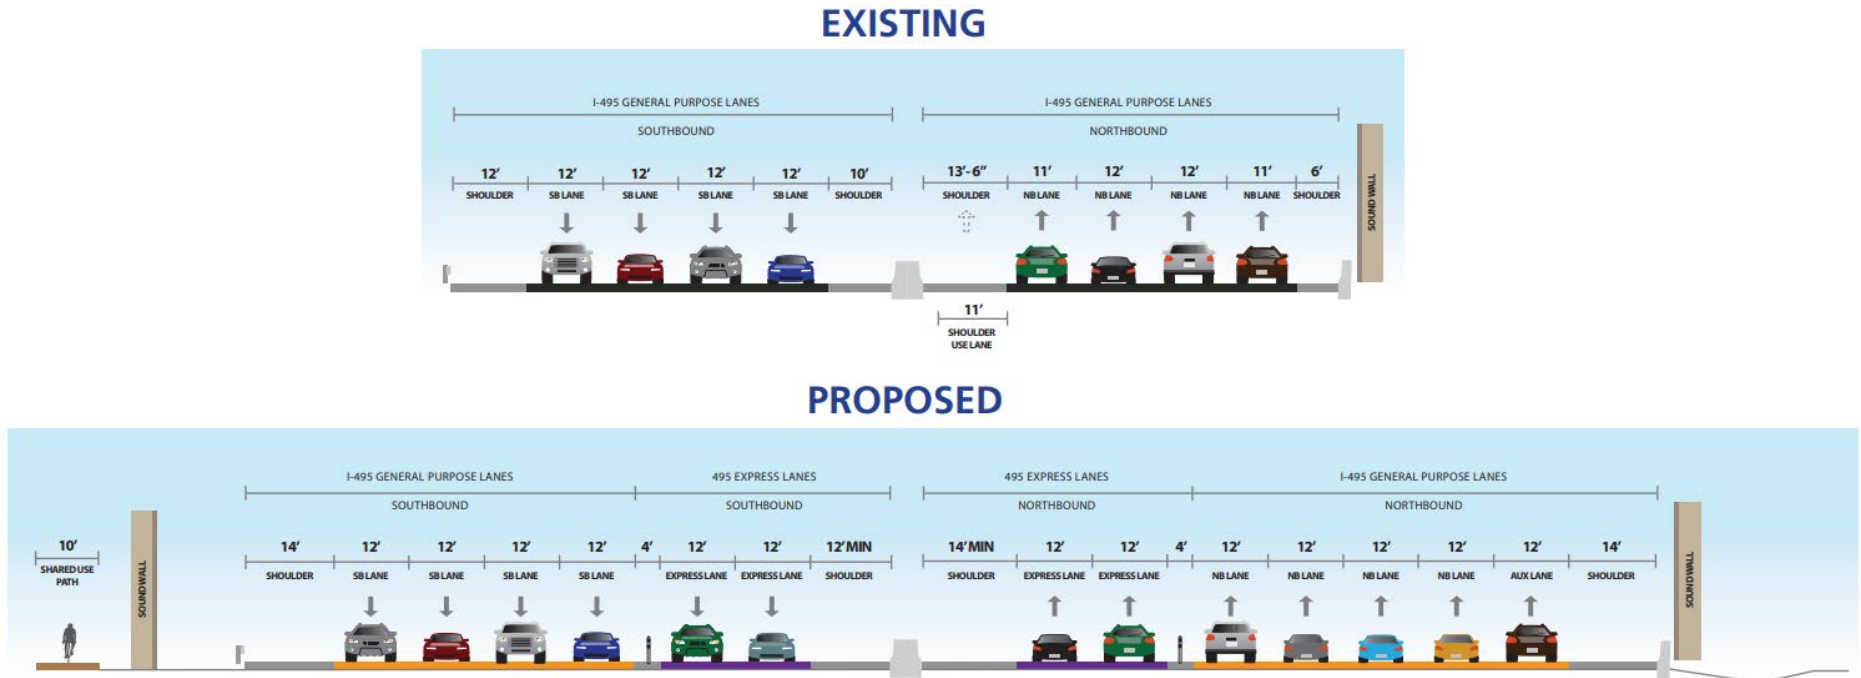 EXISTING
I-495 GENERAL PURPOSE LANES
I-495 GENERAL PURPOSE LANES
SOUTHBOUND
NORTHBOUND
12' 12' 12' 12' 12' 10' 13'-6" 11' 12' 12' 11' 6'
SHOULDER SB LANE SB LANE SB LANE SB LANE SHOULDER SHOULDER NB LANE NB LANE NB LANE NB LANE SHOULDER
SOUND WALL
11'
SHOULDER
USE LANE
PROPOSED
I-495 GENERAL PURPOSE LANES 495 EXPRESS LANES 495 EXPRESS LANES I-495 GENERAL PURPOSE LANES
SOUTHBOUND SOUTHBOUND NORTHBOUND NORTHBOUND
10' 14' 12' 12' 12' 12' 4' 12' 12' 12' MIN 14' MIN 12' 12' 4' 12' 12' 12' 12' 12' 14'
SHARED USE
PATH
SOUND WALL
SHOULDER SB LANE SB LANE SB LANE SB LANE EXPRESS LANE EXPRESS LANE SHOULDER SHOULDER EXPRESS LANE EXPRESS LANE NB LANE NB LANE NB LANE NB LANE AUX LANE SHOULDER
SOUND WALL